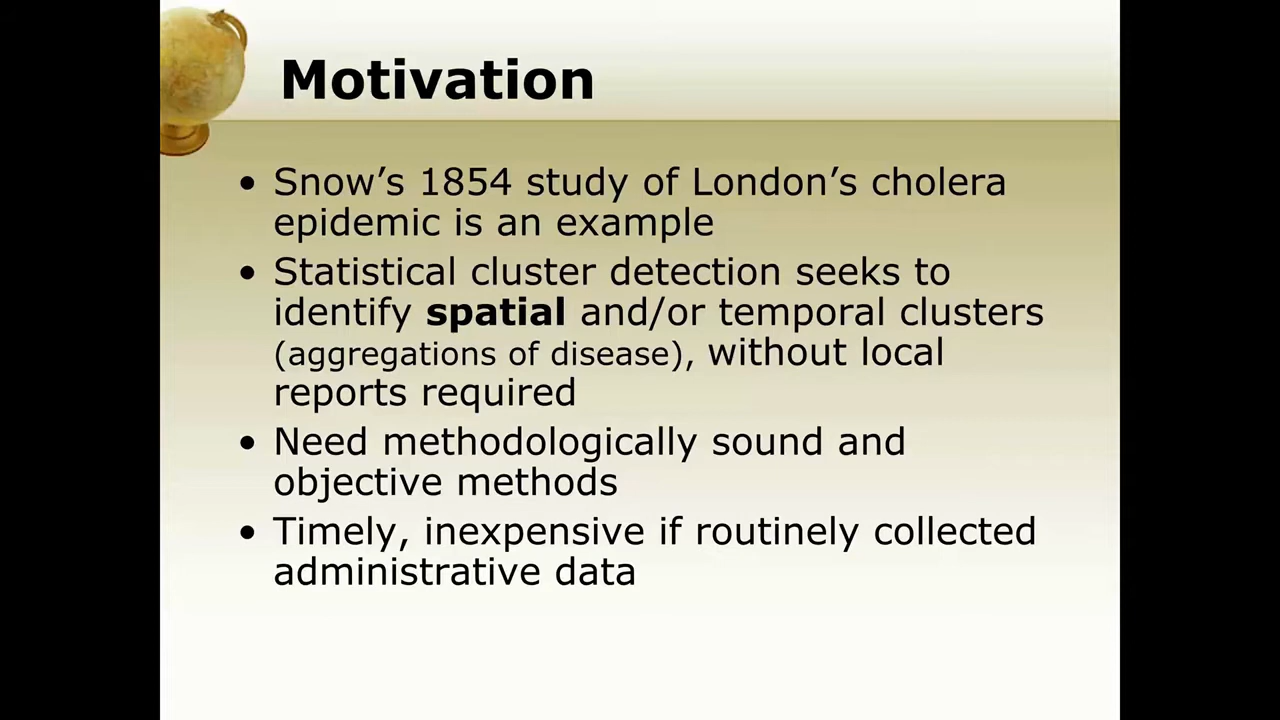 Motivation
• Snow’s 1854 study of London’s cholera
epidemic is an example
• Statistical cluster detection seeks to
identify spatial and/or temporal clusters
(aggregations of disease), without local
reports required
• Need methodologically sound and
objective methods
• Timely, inexpensive if routinely collected
administrative data